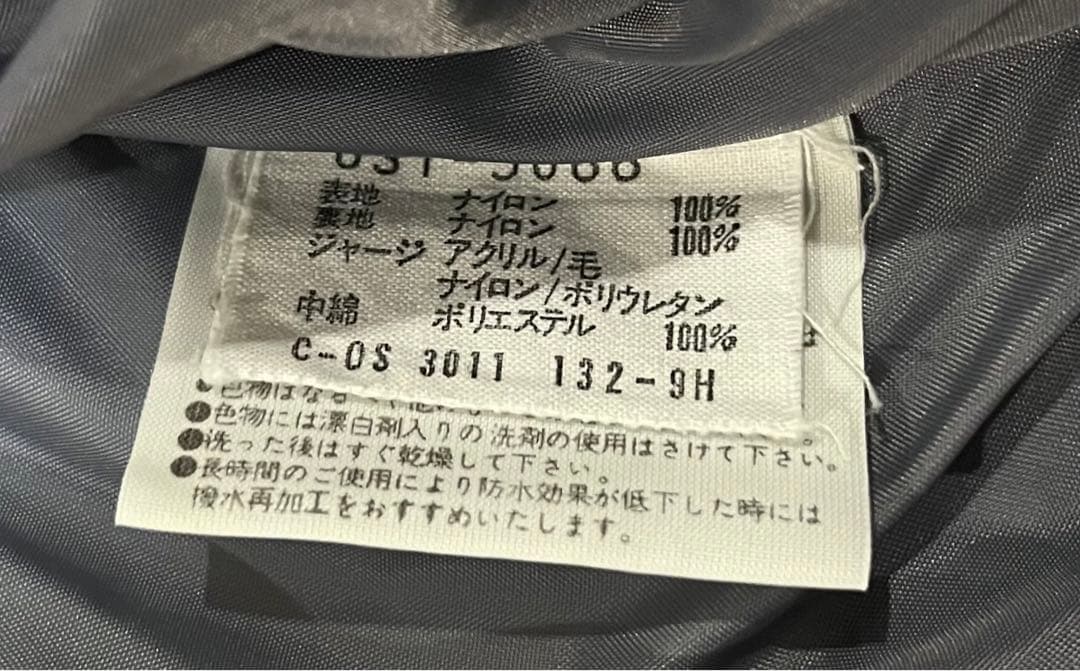 表地 ナイロン 100%
裏地 ナイロン 100%
ジャージ アクリル/毛
ナイロン/ポリウレタン
中綿 ポリエステル 100%
C-OS 3011 132-9H
色物は
色物には漂白剤入りの洗剤の使用はさけて下さい。
洗った後はすぐ乾燥して下さい。
長時間のご使用により防水効果が低下した時には
撥水再加工をおすすめいたします。